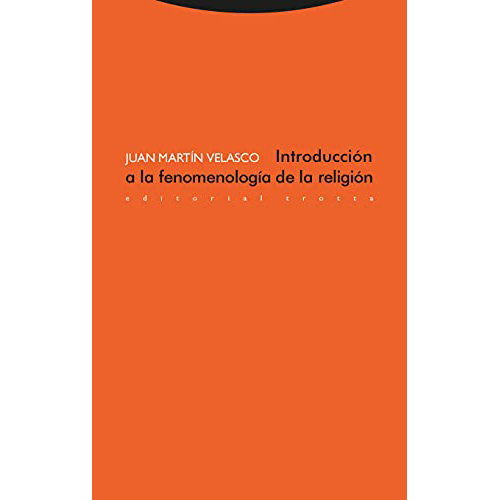 JUAN MARTÍN VELASCO Introducción
a la fenomenología de la religión
editorial trotta